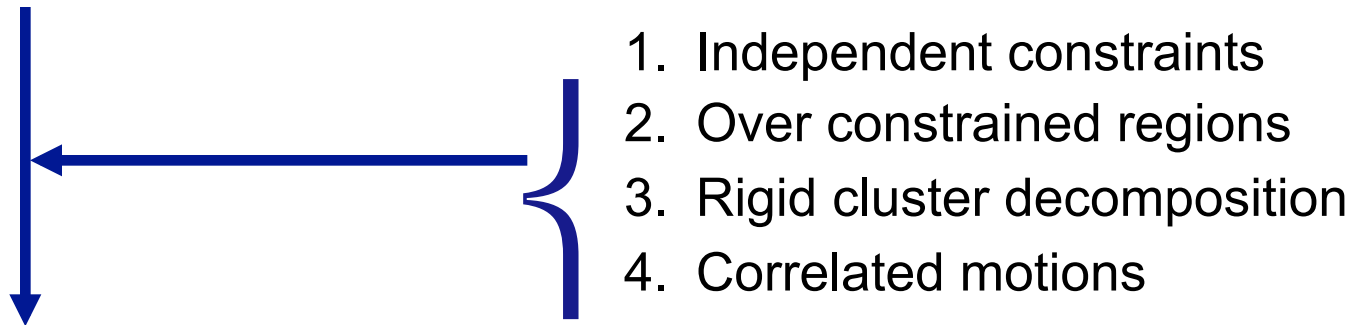 1. Independent constraints
2. Over constrained regions
3. Rigid cluster decomposition
4. Correlated motions